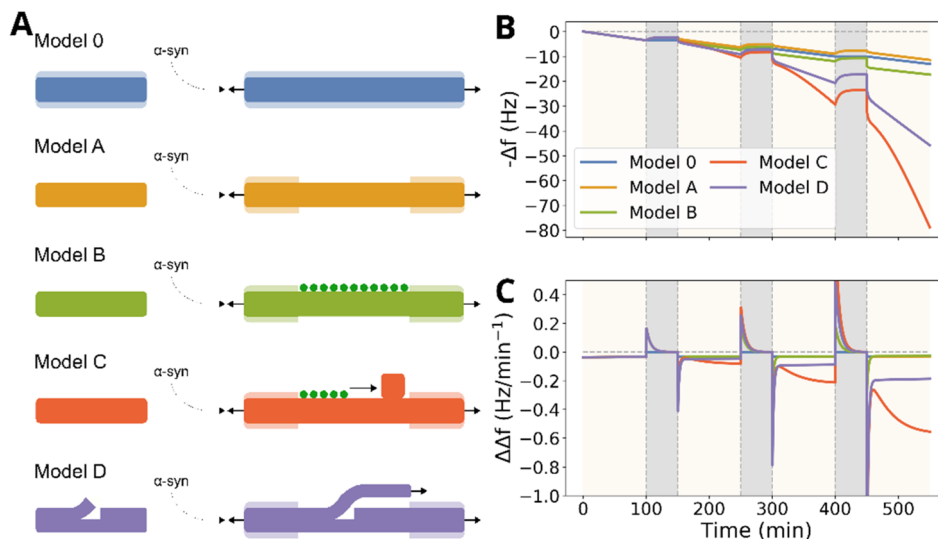 A
Model 0
α-syn
Model A
α-syn
Model B
α-syn
Model C
α-syn
Model D
α-syn
B
-Δf (Hz)
0
−10
−20
−30
−40
−50
−60
−70
−80
Model 0
Model A
Model B
Model C
Model D
C
ΔΔf (Hz/min⁻¹)
0.4
0.2
0.0
−0.2
−0.4
−0.6
−0.8
−1.0
0 100 200 300 400 500
Time (min)